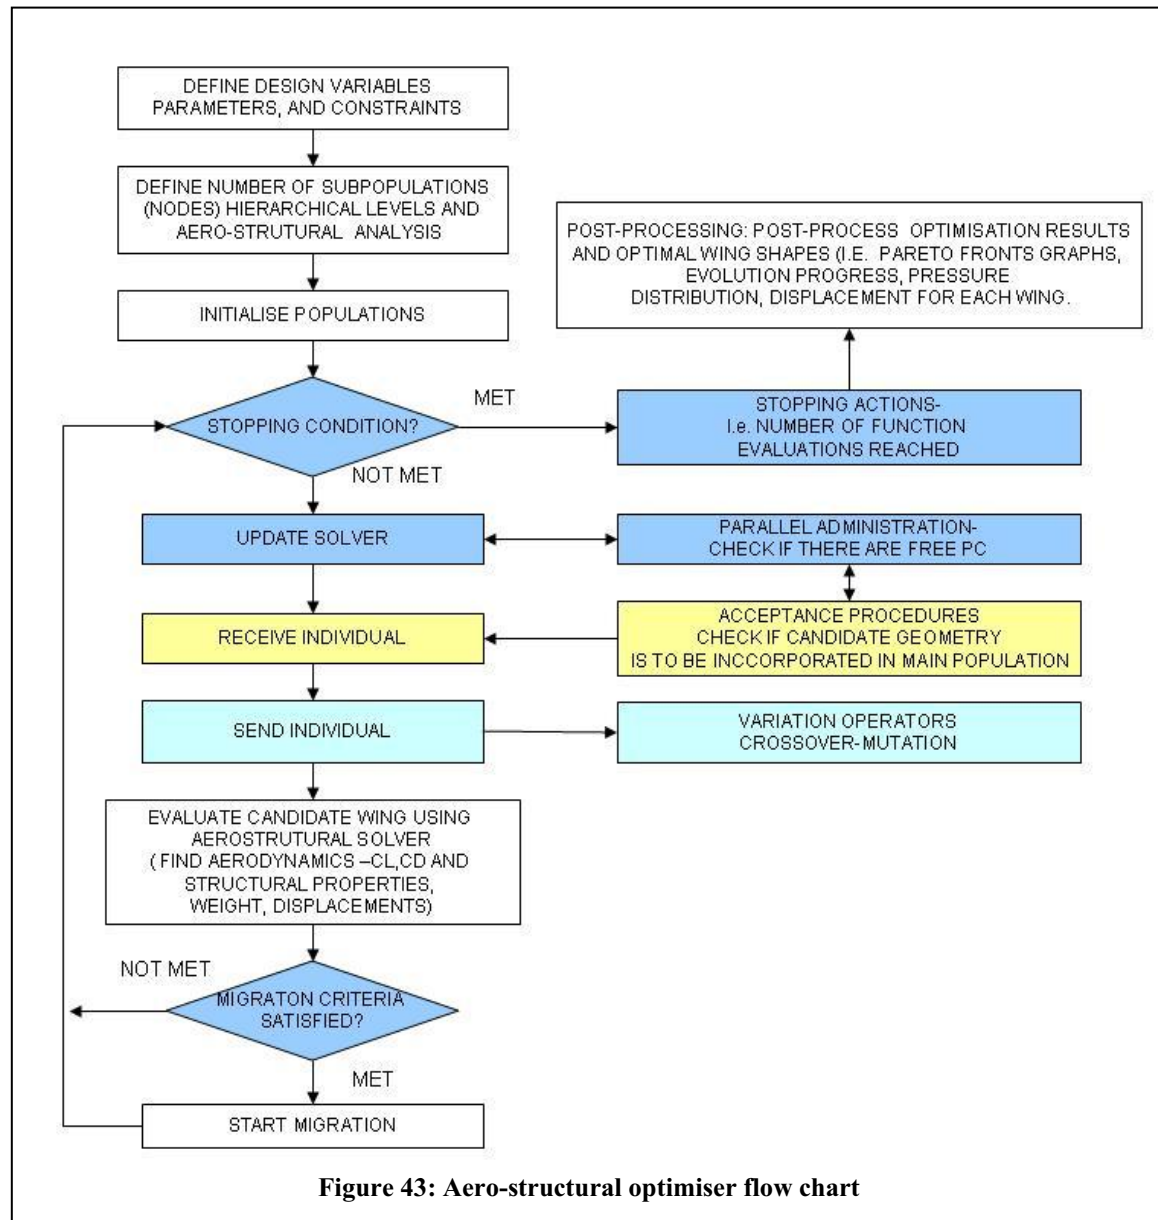 DEFINE DESIGN VARIABLES
PARAMETERS, AND CONSTRAINTS
DEFINE NUMBER OF SUBPOPULATIONS
(NODES) HIERARCHICAL LEVELS AND
AERO-STRUTURAL ANALYSIS
POST-PROCESSING: POST-PROCESS OPTIMISATION RESULTS
AND OPTIMAL WING SHAPES (I.E. PARETO FRONTS GRAPHS,
EVOLUTION PROGRESS, PRESSURE
DISTRIBUTION, DISPLACEMENT FOR EACH WING.
INITIALISE POPULATIONS
STOPPING CONDITION?
MET
STOPPING ACTIONS-
I.e. NUMBER OF FUNCTION
EVALUATIONS REACHED
NOT MET
UPDATE SOLVER
PARALLEL ADMINISTRATION-
CHECK IF THERE ARE FREE PC
RECEIVE INDIVIDUAL
ACCEPTANCE PROCEDURES
CHECK IF CANDIDATE GEOMETRY
IS TO BE INCCORPORATED IN MAIN POPULATION
SEND INDIVIDUAL
VARIATION OPERATORS
CROSSOVER-MUTATION
EVALUATE CANDIDATE WING USING
AEROSTRUTURAL SOLVER
( FIND AERODYNAMICS –CL,CD AND
STRUCTURAL PROPERTIES,
WEIGHT, DISPLACEMENTS)
NOT MET
MIGRATON CRITERIA
SATISFIED?
MET
START MIGRATION
Figure 43: Aero-structural optimiser flow chart